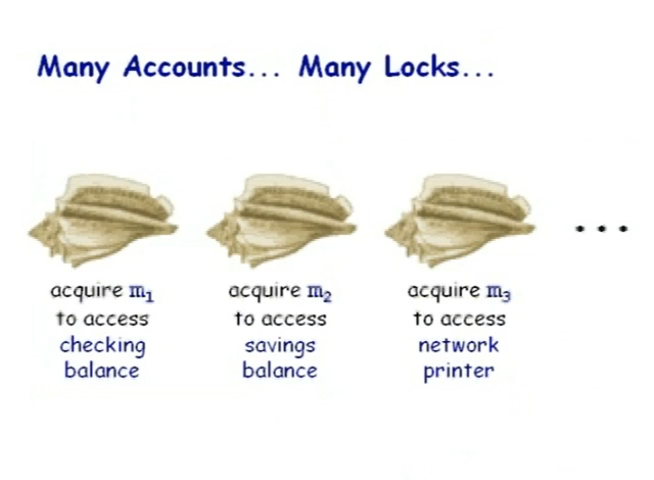 Many Accounts... Many Locks...
acquire m₁
to access
checking
balance
acquire m₂
to access
savings
balance
acquire m₃
to access
network
printer
...